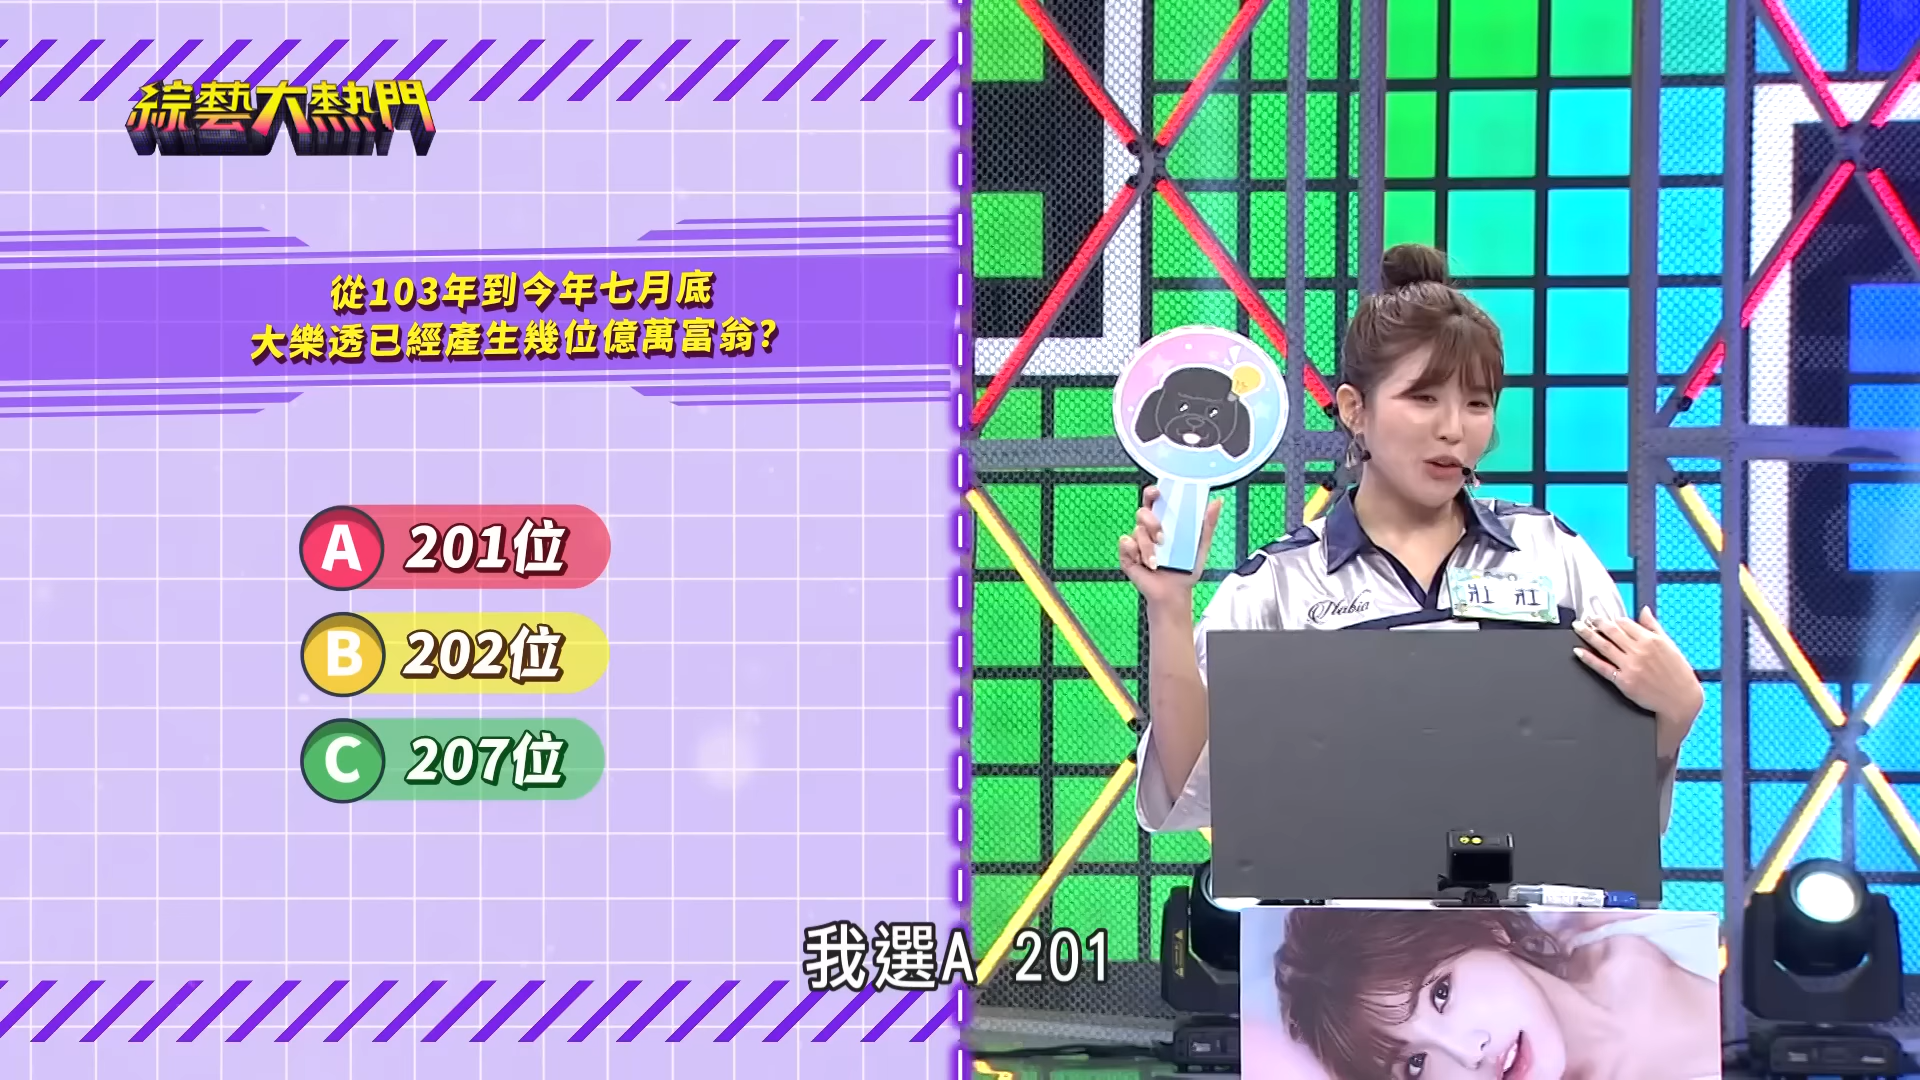 綜藝大熱門
從103年到今年七月底
大樂透已經產生幾位億萬富翁?
A 201位
B 202位
C 207位
我選A 201